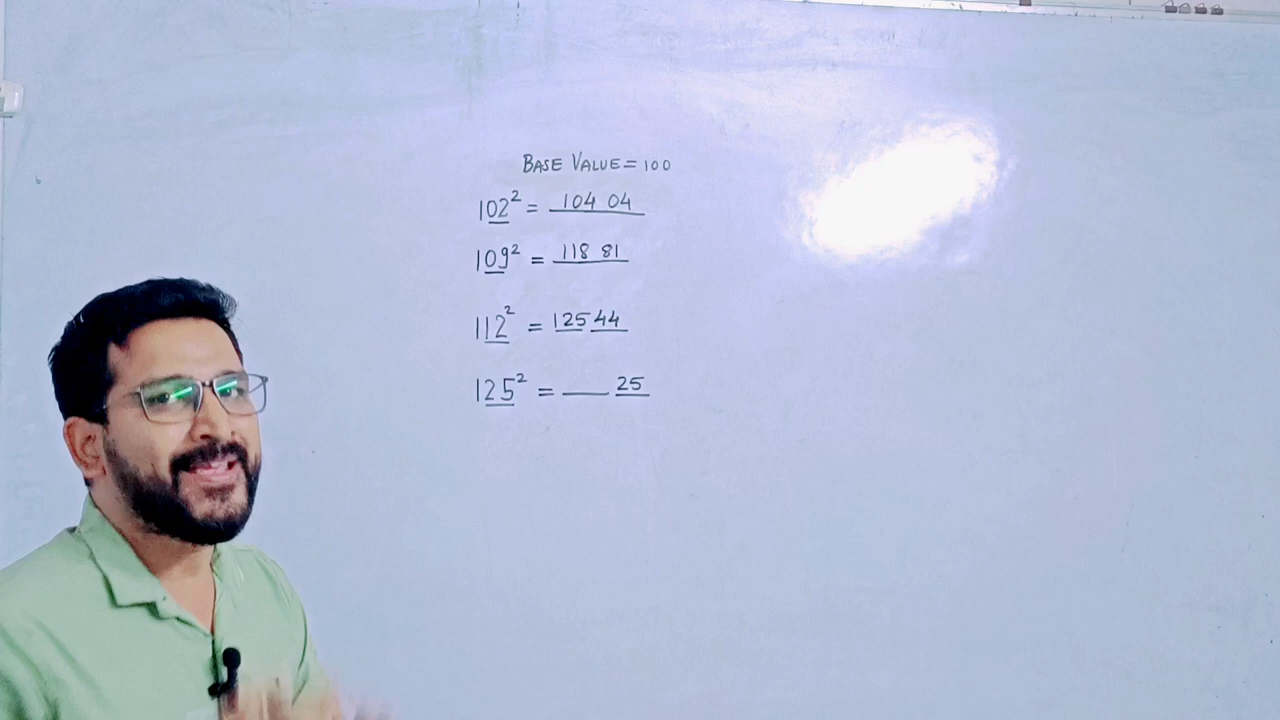 BASE VALUE = 100
102² = 104 04
109² = 118 81
112² = 125 44
125² = ___ 25